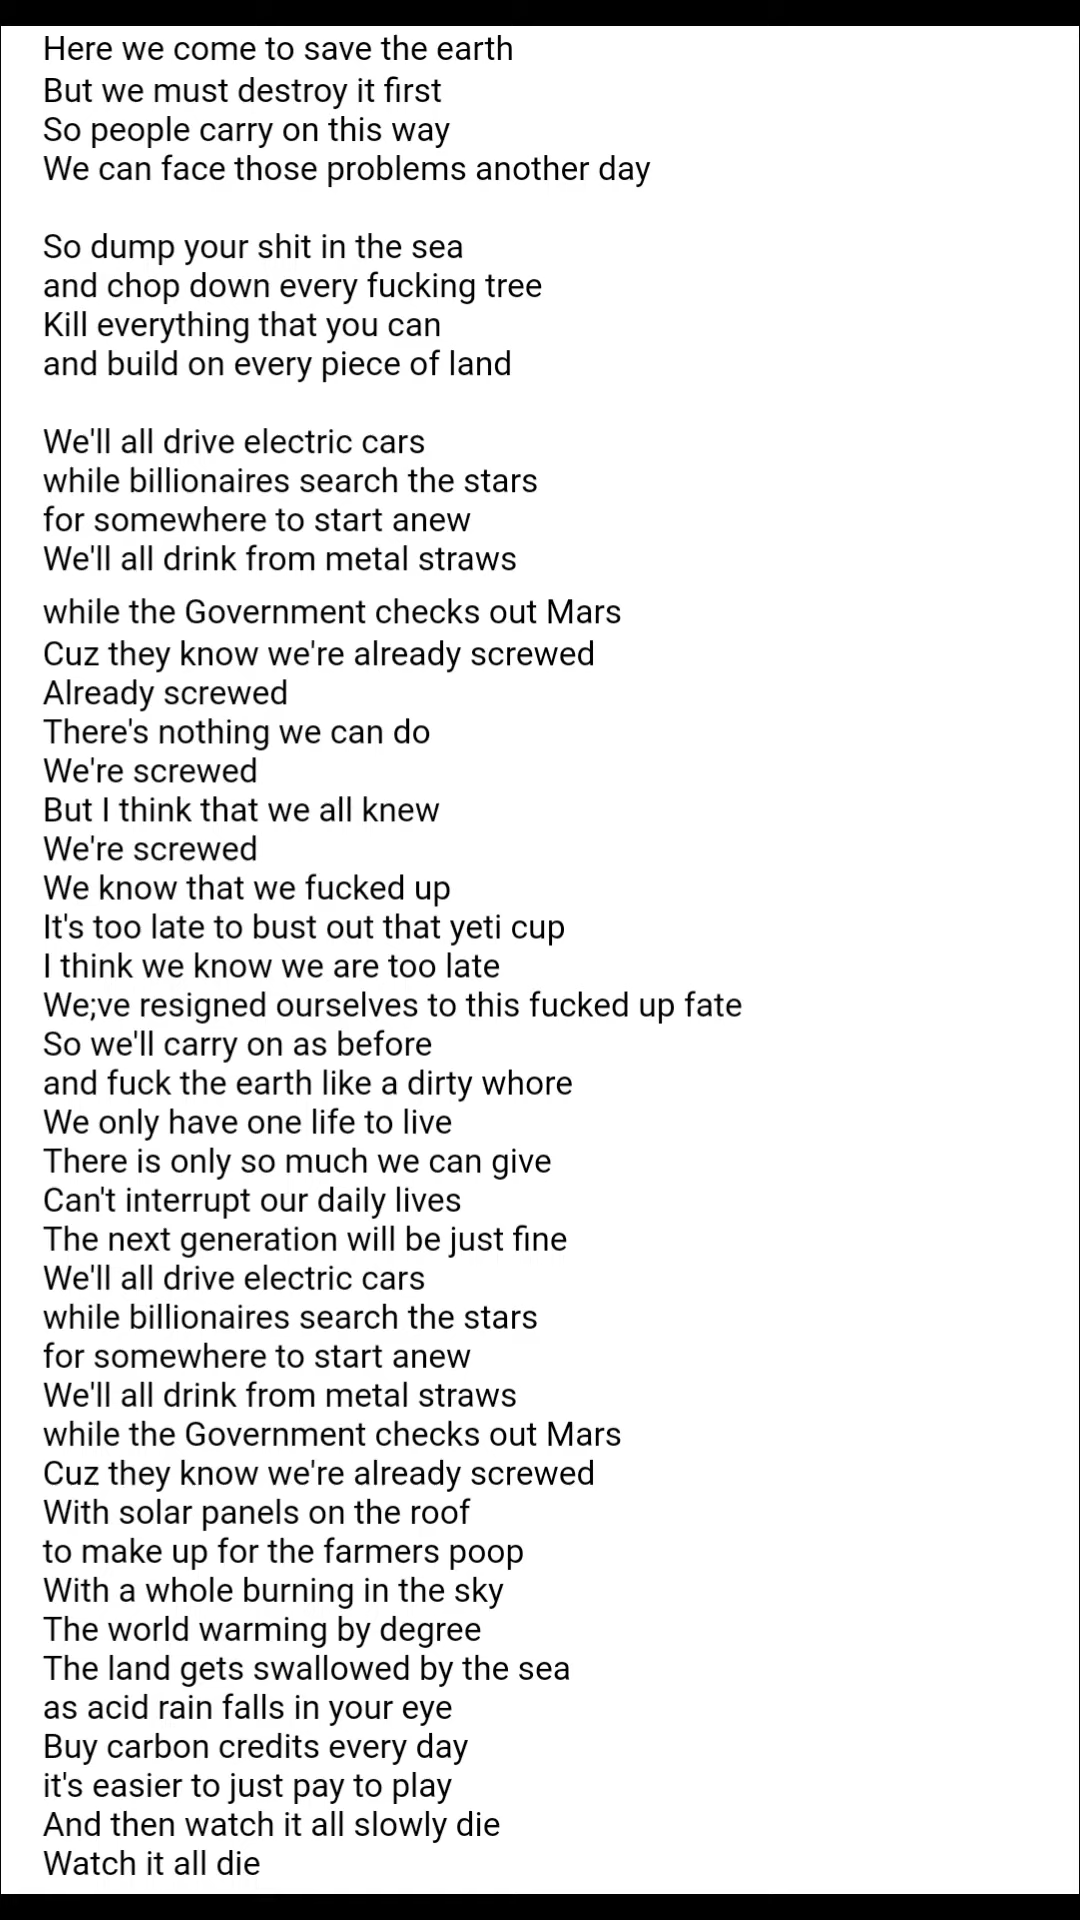 Here we come to save the earth
But we must destroy it first
So people carry on this way
We can face those problems another day
So dump your shit in the sea
and chop down every fucking tree
Kill everything that you can
and build on every piece of land
We'll all drive electric cars
while billionaires search the stars
for somewhere to start anew
We'll all drink from metal straws
while the Government checks out Mars
Cuz they know we're already screwed
Already screwed
There's nothing we can do
We're screwed
But I think that we all knew
We're screwed
We know that we fucked up
It's too late to bust out that yeti cup
I think we know we are too late
We;ve resigned ourselves to this fucked up fate
So we'll carry on as before
and fuck the earth like a dirty whore
We only have one life to live
There is only so much we can give
Can't interrupt our daily lives
The next generation will be just fine
We'll all drive electric cars
while billionaires search the stars
for somewhere to start anew
We'll all drink from metal straws
while the Government checks out Mars
Cuz they know we're already screwed
With solar panels on the roof
to make up for the farmers poop
With a whole burning in the sky
The world warming by degree
The land gets swallowed by the sea
as acid rain falls in your eye
Buy carbon credits every day
it's easier to just pay to play
And then watch it all slowly die
Watch it all die